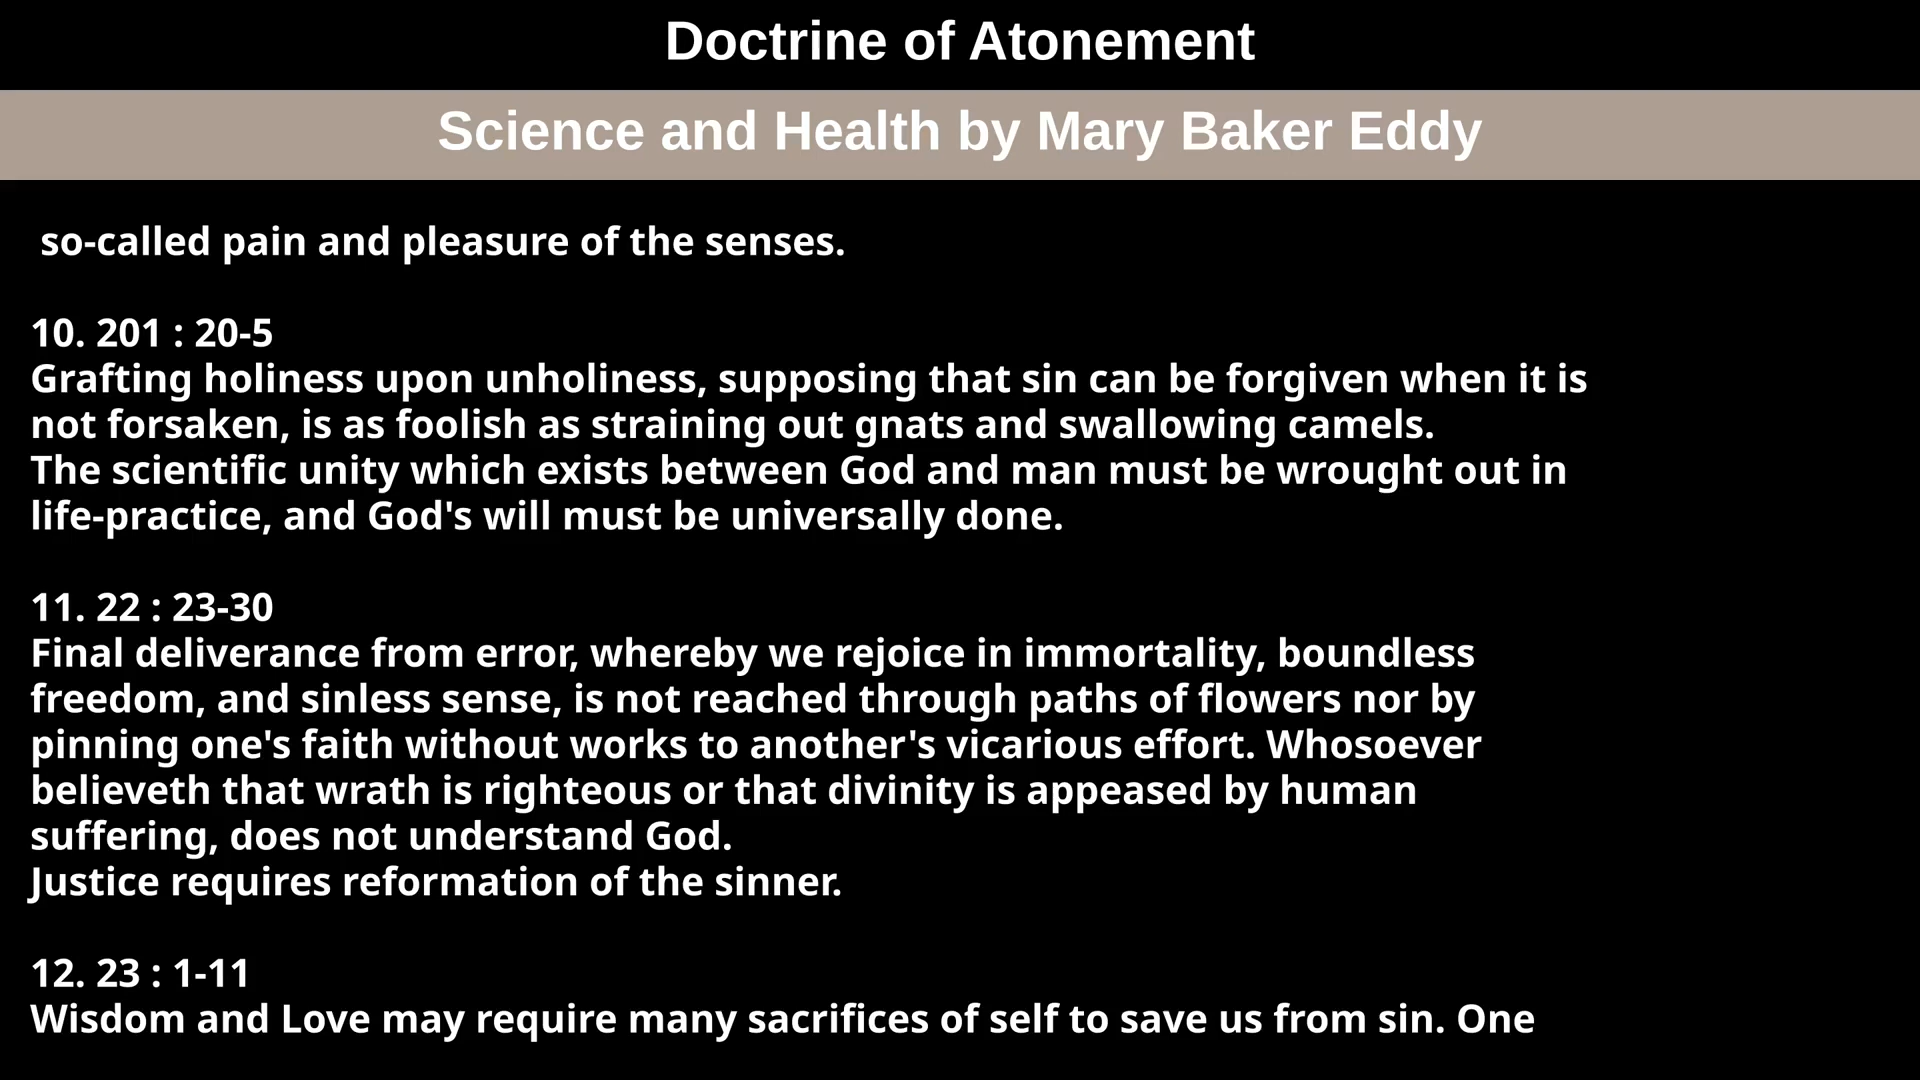 Doctrine of Atonement
Science and Health by Mary Baker Eddy
so-called pain and pleasure of the senses.
10. 201 : 20-5
Grafting holiness upon unholiness, supposing that sin can be forgiven when it is
not forsaken, is as foolish as straining out gnats and swallowing camels.
The scientific unity which exists between God and man must be wrought out in
life-practice, and God's will must be universally done.
11. 22 : 23-30
Final deliverance from error, whereby we rejoice in immortality, boundless
freedom, and sinless sense, is not reached through paths of flowers nor by
pinning one's faith without works to another's vicarious effort. Whosoever
believeth that wrath is righteous or that divinity is appeased by human
suffering, does not understand God.
Justice requires reformation of the sinner.
12. 23 : 1-11
Wisdom and Love may require many sacrifices of self to save us from sin. One